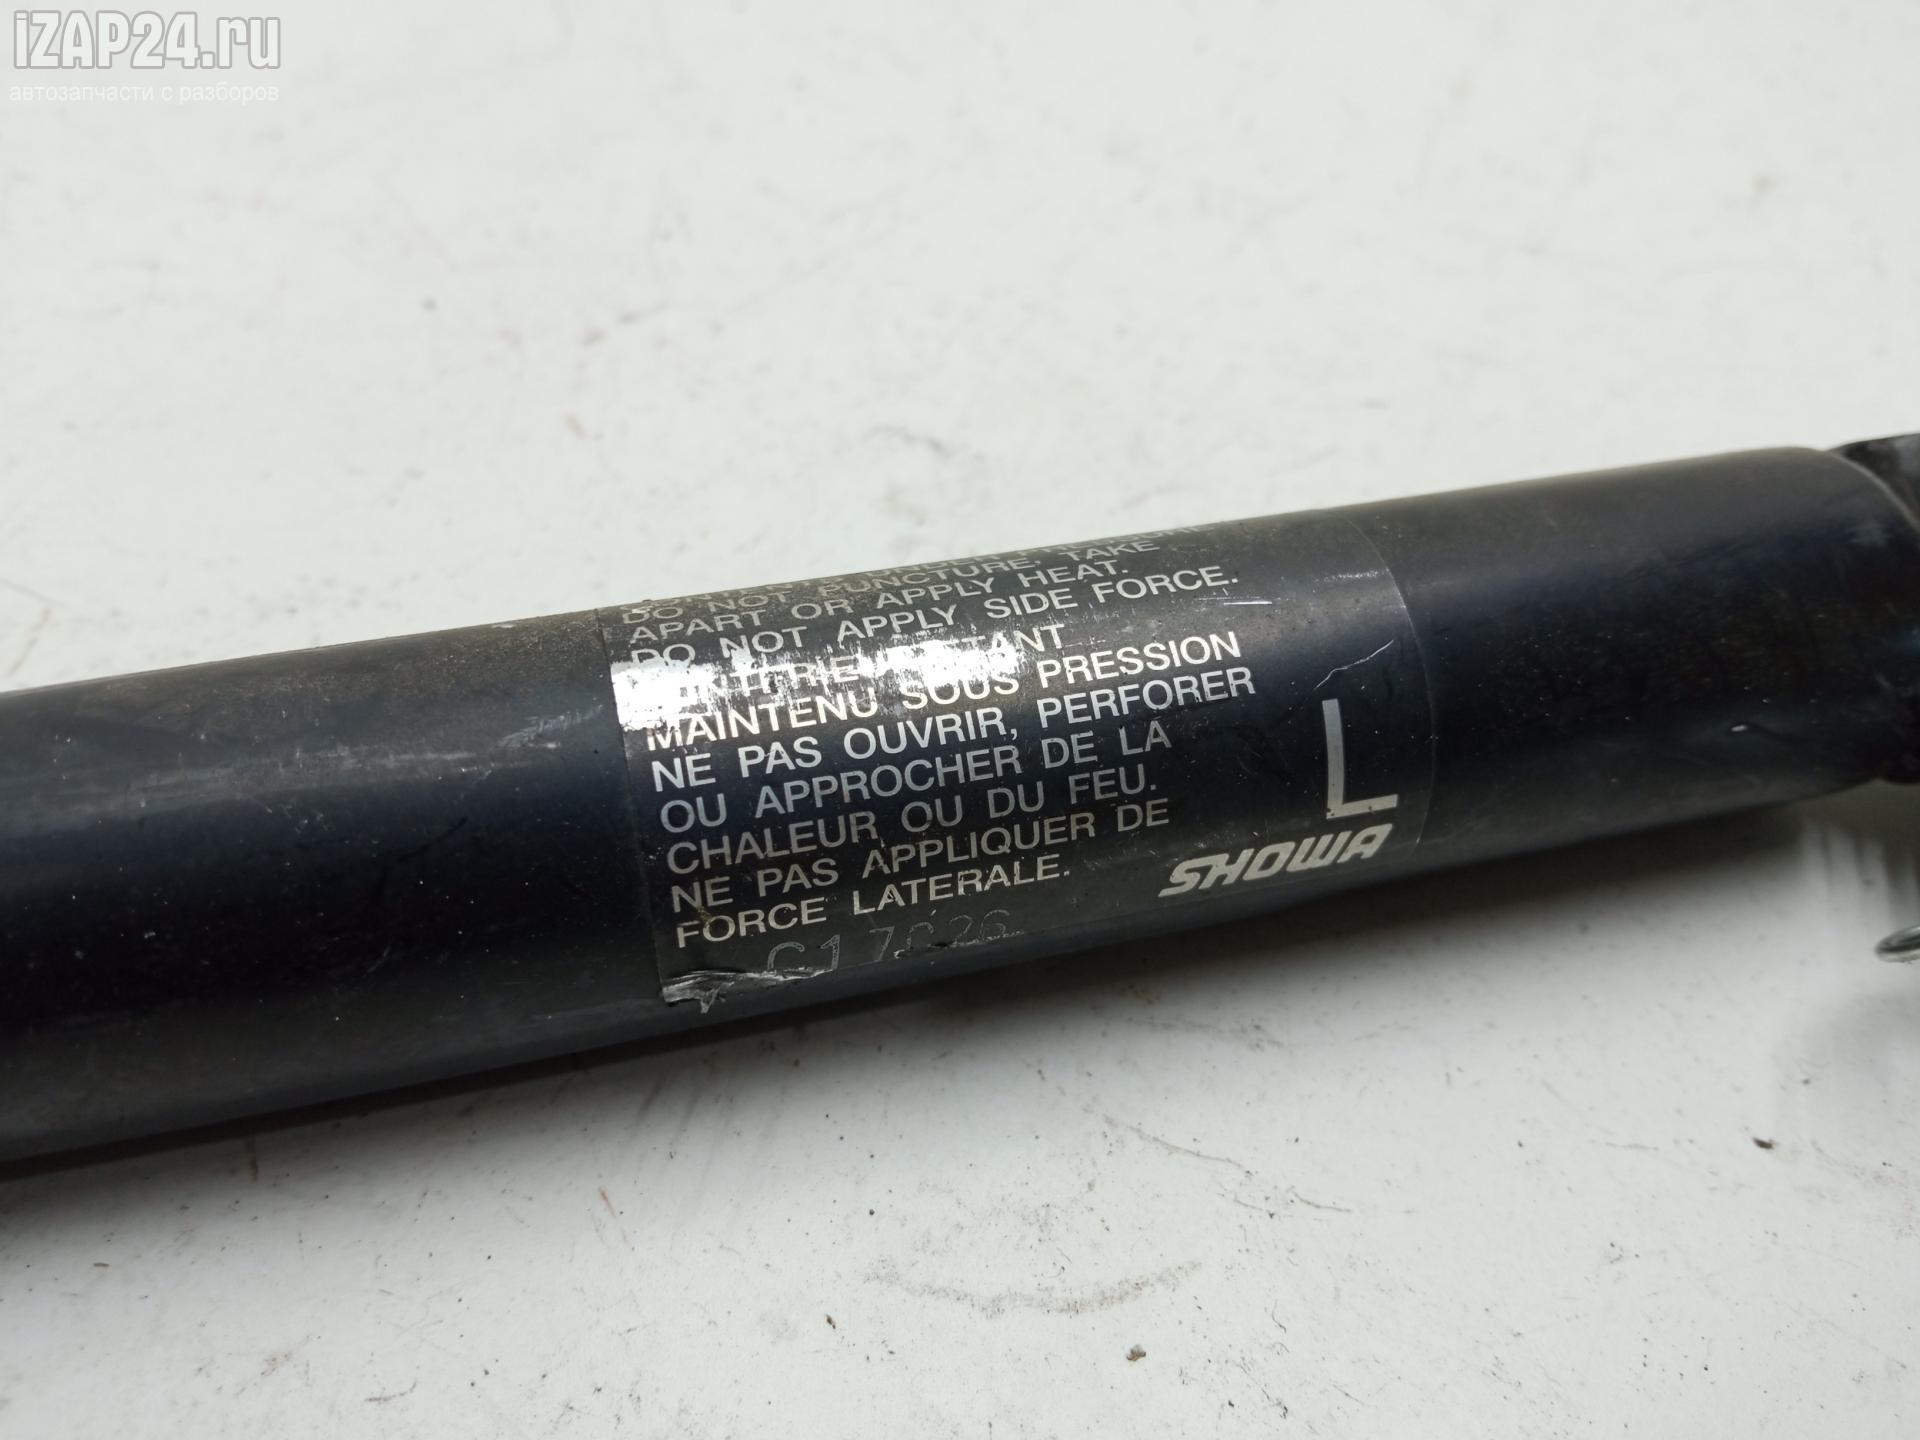 iZAP24.ru
автозапчасти с разборов
DO NOT PUNCTURE, TAKE
APART OR APPLY HEAT.
DO NOT APPLY SIDE FORCE.
MAINTENU SOUS PRESSION
NE PAS OUVRIR, PERFORER
OU APPROCHER DE LA
CHALEUR OU DU FEU.
NE PAS APPLIQUER DE
FORCE LATERALE.
L
SHOWA